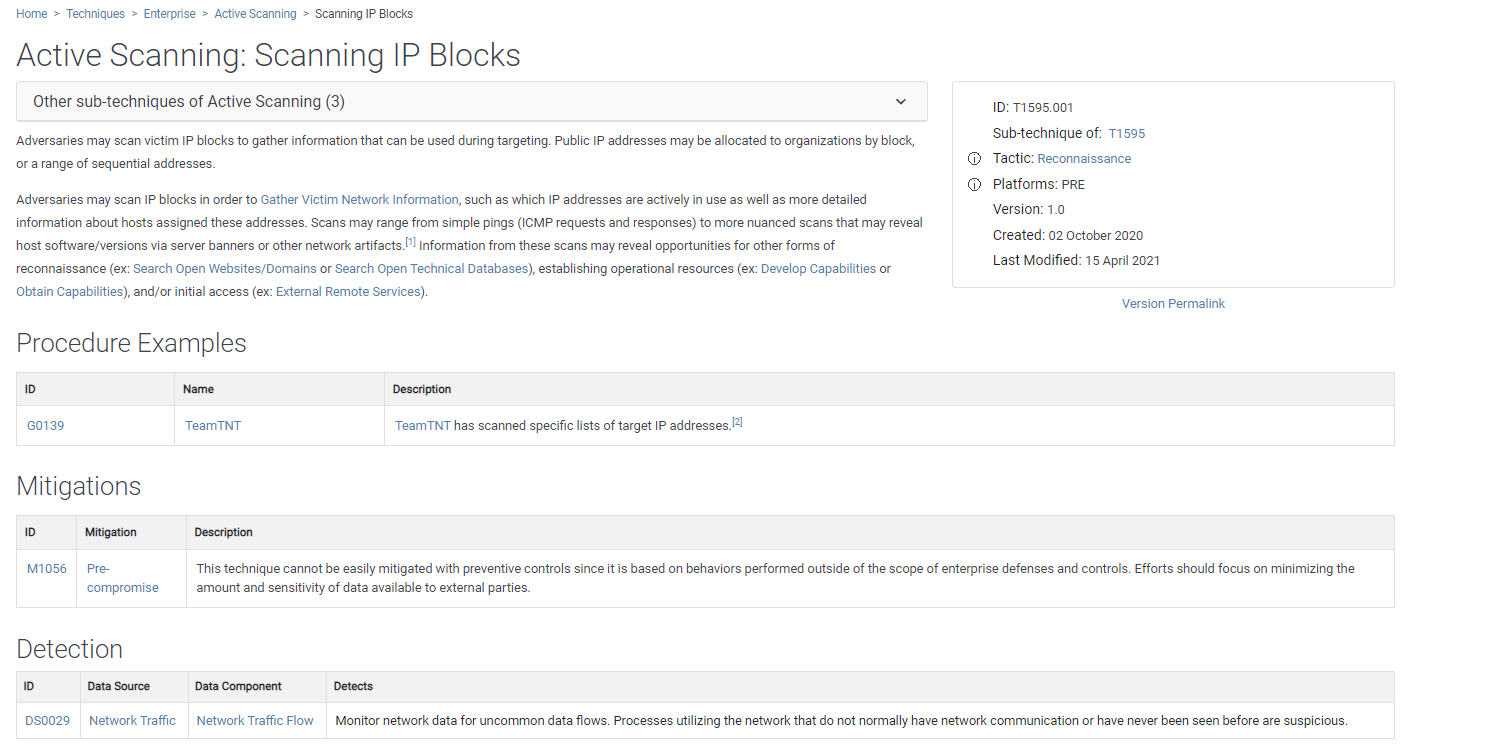 Home > Techniques > Enterprise > Active Scanning > Scanning IP Blocks
Active Scanning: Scanning IP Blocks
Other sub-techniques of Active Scanning (3)
Adversaries may scan victim IP blocks to gather information that can be used during targeting. Public IP addresses may be allocated to organizations by block,
or a range of sequential addresses.
Adversaries may scan IP blocks in order to Gather Victim Network Information, such as which IP addresses are actively in use as well as more detailed
information about hosts assigned these addresses. Scans may range from simple pings (ICMP requests and responses) to more nuanced scans that may reveal
host software/versions via server banners or other network artifacts.[1] Information from these scans may reveal opportunities for other forms of
reconnaissance (ex: Search Open Websites/Domains or Search Open Technical Databases), establishing operational resources (ex: Develop Capabilities or
Obtain Capabilities), and/or initial access (ex: External Remote Services).
ID: T1595.001
Sub-technique of: T1595
Tactic: Reconnaissance
Platforms: PRE
Version: 1.0
Created: 02 October 2020
Last Modified: 15 April 2021
Version Permalink
Procedure Examples
ID Name Description
G0139 TeamTNT TeamTNT has scanned specific lists of target IP addresses.[2]
Mitigations
ID Mitigation Description
M1056 Pre-
compromise
This technique cannot be easily mitigated with preventive controls since it is based on behaviors performed outside of the scope of enterprise defenses and controls. Efforts should focus on minimizing the
amount and sensitivity of data available to external parties.
Detection
ID Data Source Data Component Detects
DS0029 Network Traffic Network Traffic Flow Monitor network data for uncommon data flows. Processes utilizing the network that do not normally have network communication or have never been seen before are suspicious.